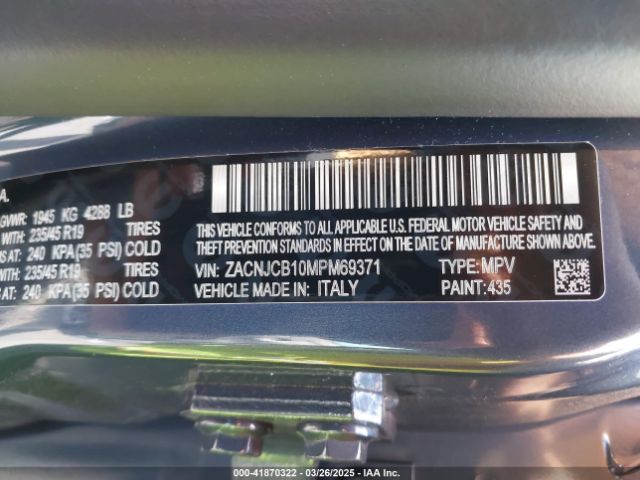 A.
GVWR: 1945 KG 4288 LB
WITH: 235/45 R19 TIRES
S AT: 240 KPA(35 PSI) COLD
WITH: 235/45 R19 TIRES
S AT: 240 KPA(35 PSI) COLD
THIS VEHICLE CONFORMS TO ALL APPLICABLE FEDERAL MOTOR VEHICLE SAFETY AND
THEFT PREVENTION STANDARDS IN EFFECT ON THE DATE OF MANUFACTURE SHOWN ABOVE.
VIN: ZACNJCB10MPM69371 TYPE: MPV
VEHICLE MADE IN: ITALY PAINT: 435
000-41870322 | 03/26/2025 | IAA Inc.